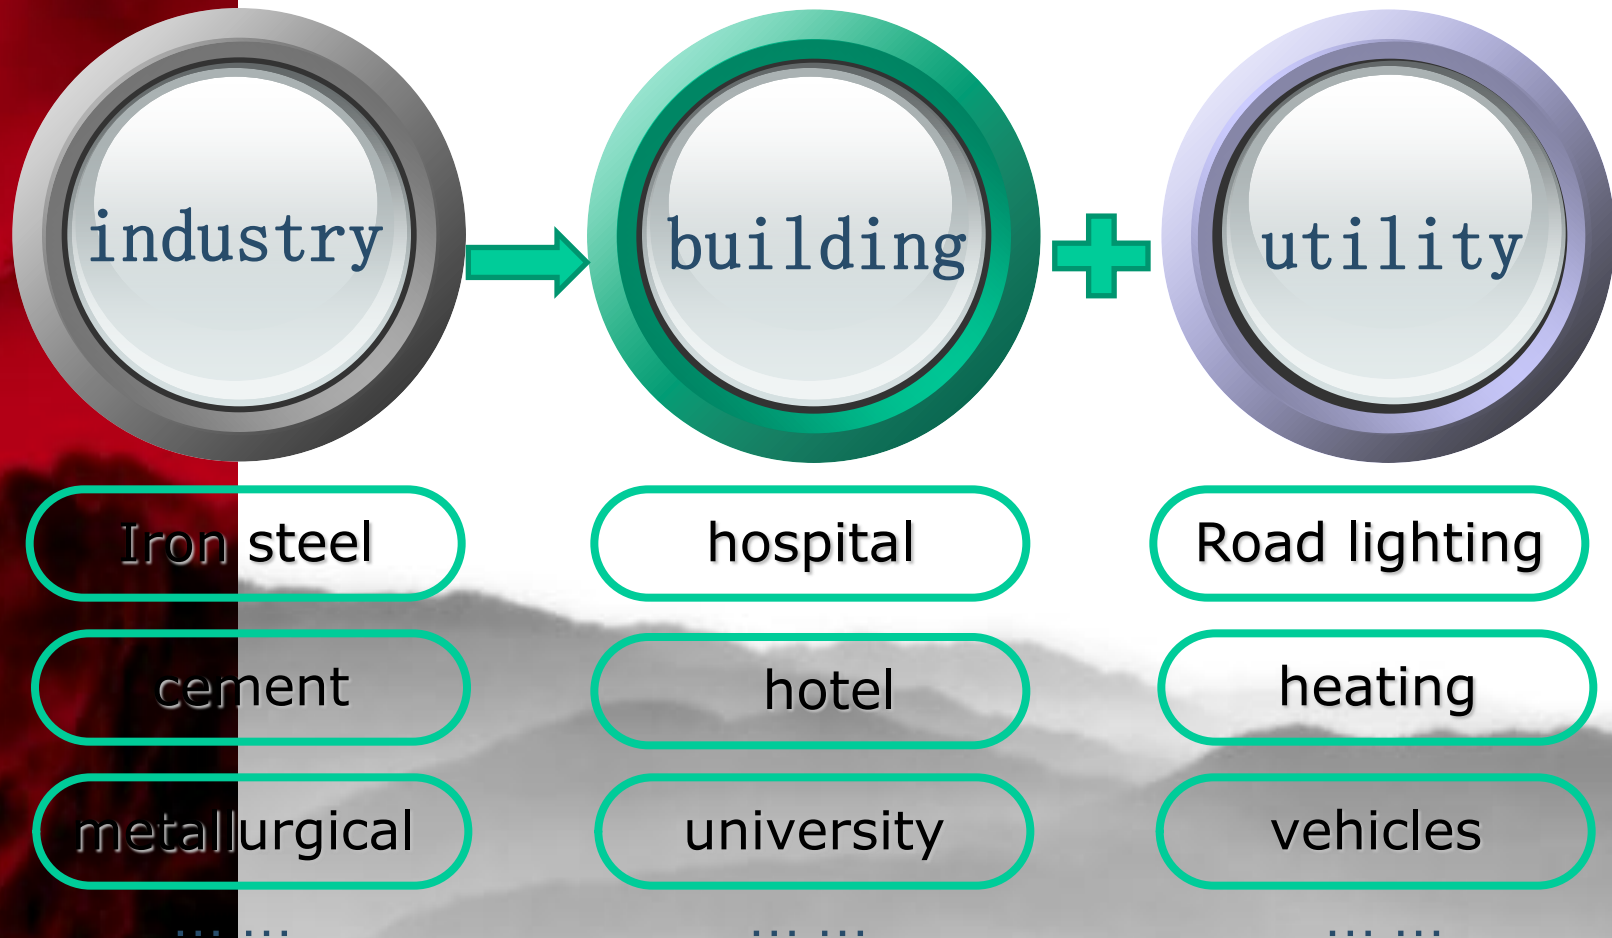 industry
building
utility
Iron steel
hospital
Road lighting
cement
hotel
heating
metallurgical
university
vehicles
... ...
... ...
... ...